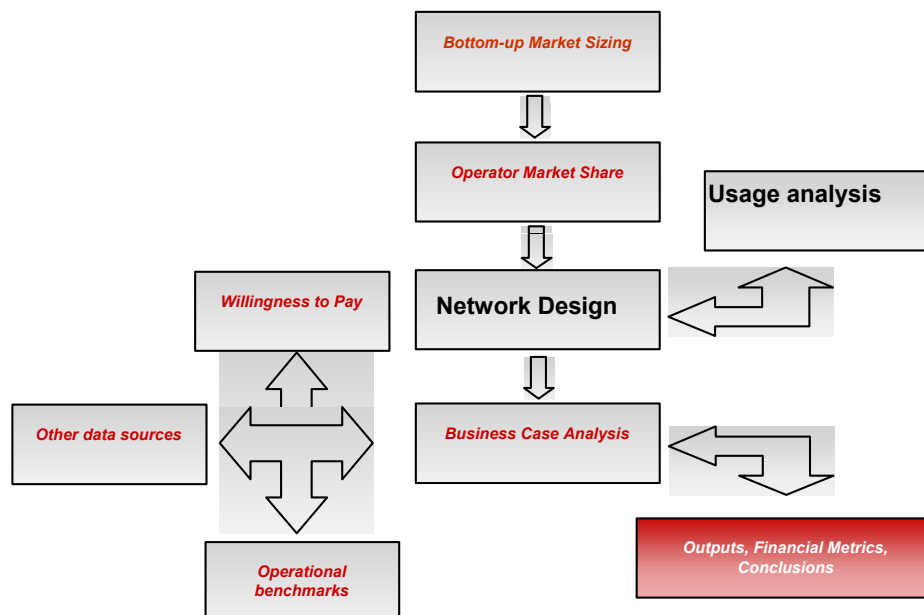 Bottom-up Market Sizing
Operator Market Share
Usage analysis
Willingness to Pay
Network Design
Other data sources
Business Case Analysis
Outputs, Financial Metrics,
Conclusions
Operational
benchmarks